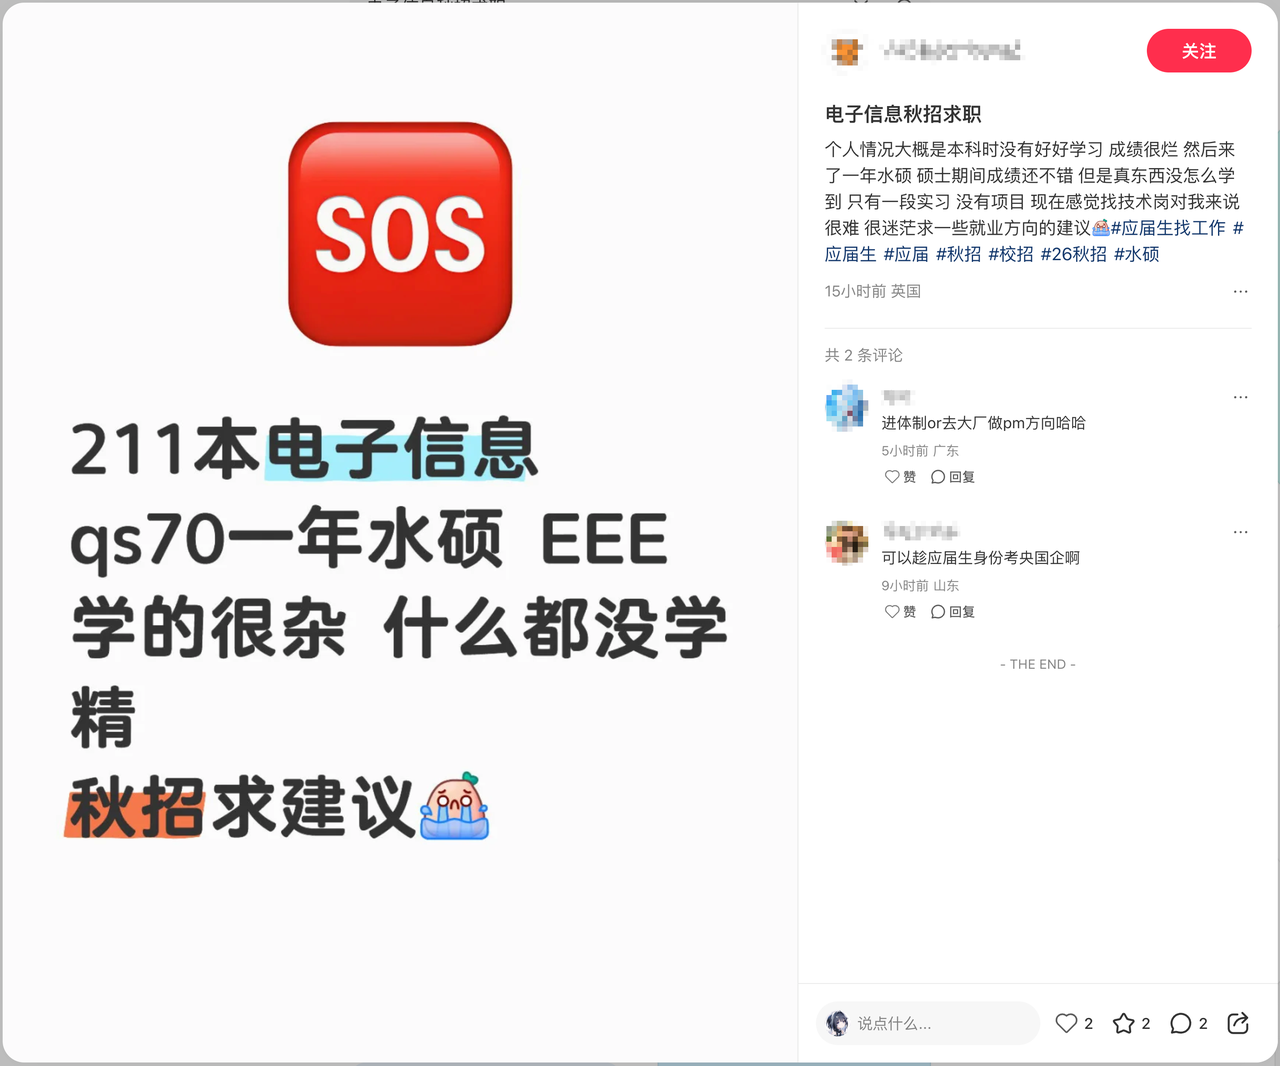 SOS
211本电子信息
qs70一年水硕 EEE
学的很杂 什么都没学
精
秋招求建议
关注
电子信息秋招求职
个人情况大概是本科时没有好好学习 成绩很烂 然后来
了一年水硕 硕士期间成绩还不错 但是真东西没怎么学
到 只有一段实习 没有项目 现在感觉找技术岗对我来说
很难 很迷茫求一些就业方向的建议#应届生找工作 #
应届生 #应届 #秋招 #校招 #26秋招 #水硕
15小时前 英国
共 2 条评论
进体制or去大厂做pm方向哈哈
5小时前 广东
赞 回复
可以趁应届生身份考央国企啊
9小时前 山东
赞 回复
- THE END -
说点什么...
2 2 2